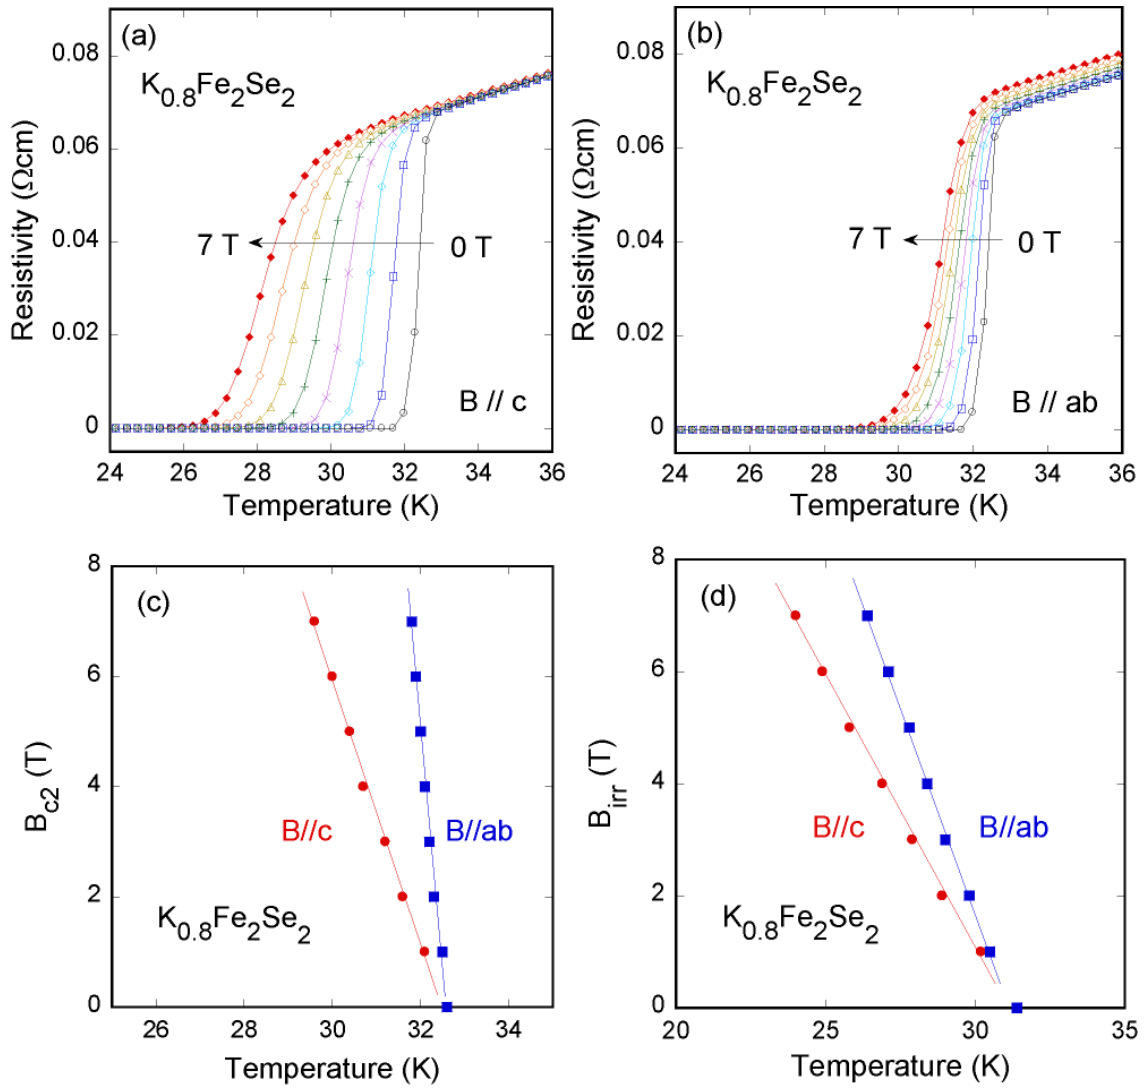 (a)
K0.8Fe2Se2
7 T
0 T
B // c
Resistivity (Ωcm)
0.08
0.06
0.04
0.02
0
24 26 28 30 32 34 36
Temperature (K)
(b)
K0.8Fe2Se2
7 T
0 T
B // ab
Resistivity (Ωcm)
0.08
0.06
0.04
0.02
0
24 26 28 30 32 34 36
Temperature (K)
(c)
B//c
B//ab
K0.8Fe2Se2
Bc2 (T)
8
6
4
2
0
26 28 30 32 34
Temperature (K)
(d)
B//c
B//ab
K0.8Fe2Se2
Birr (T)
8
6
4
2
0
20 25 30 35
Temperature (K)